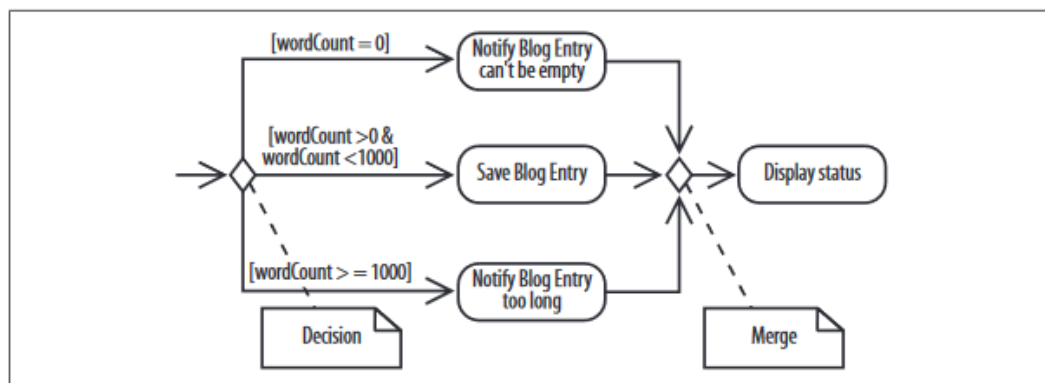 [wordCount = 0]
Notify Blog Entry
can't be empty
[wordCount >0 &
wordCount <1000]
Save Blog Entry
Display status
[wordCount > = 1000]
Notify Blog Entry
too long
Decision
Merge